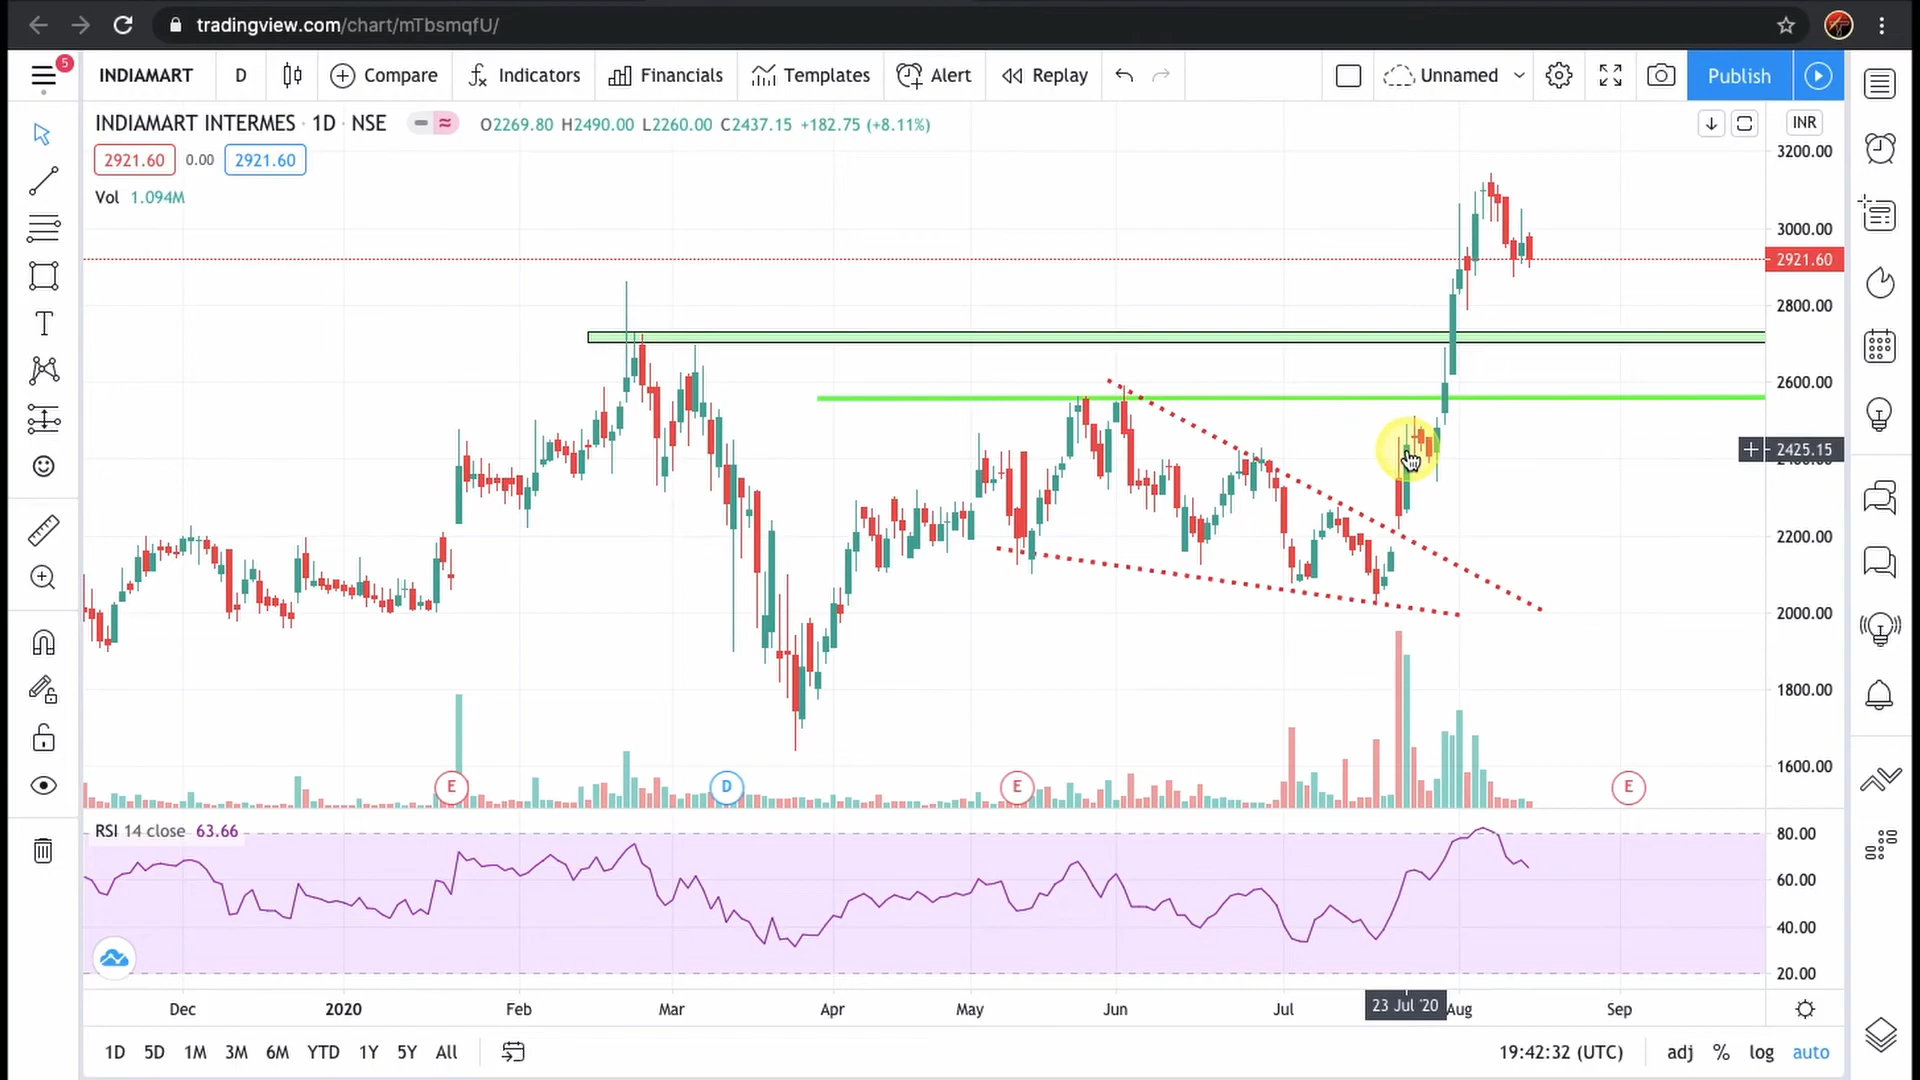 tradingview.com/chart/mTbsmqfU/
5
INDIAMART
D
Compare
Indicators
Financials
Templates
Alert
Replay
Unnamed
Publish
INDIAMART INTERMES · 1D · NSE
O2269.80 H2490.00 L2260.00 C2437.15 +182.75 (+8.11%)
INR
2921.60
0.00
2921.60
Vol 1.094M
3200.00
3000.00
2921.60
2800.00
2600.00
2425.15
2200.00
2000.00
1800.00
1600.00
E
D
E
E
RSI 14 close 63.66
80.00
60.00
40.00
20.00
Dec
2020
Feb
Mar
Apr
May
Jun
Jul
23 Jul '20
Aug
Sep
1D 5D 1M 3M 6M YTD 1Y 5Y All
19:42:32 (UTC)
adj % log auto